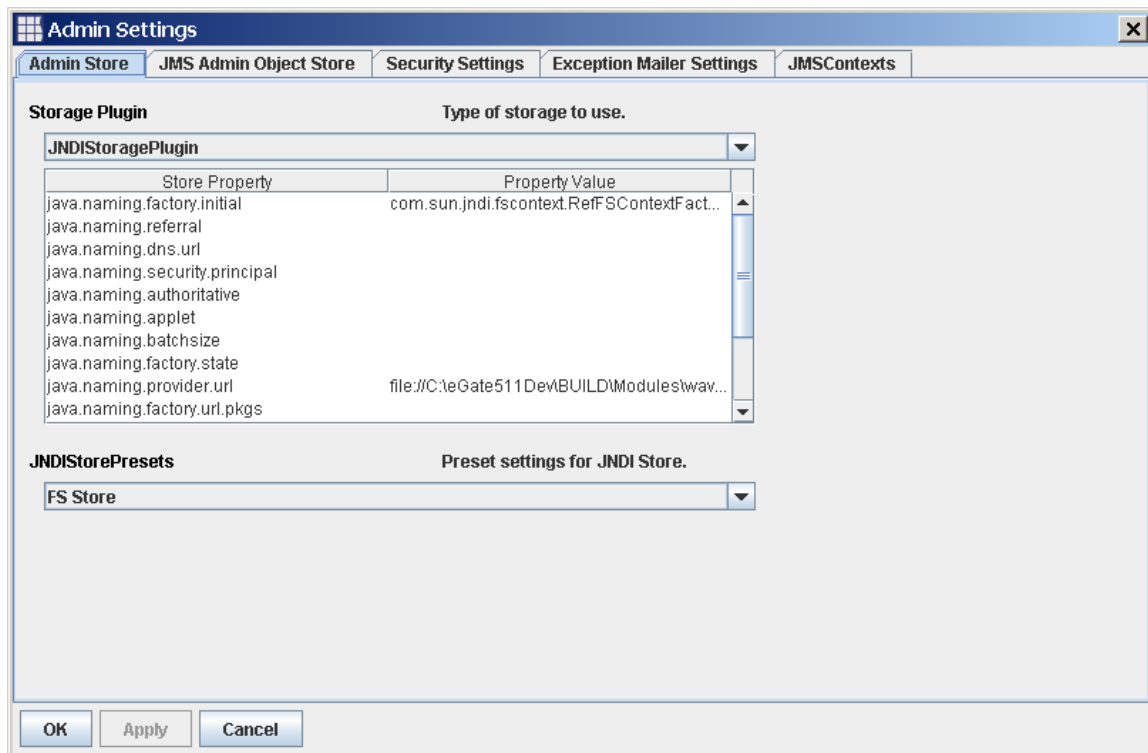 Admin Settings
Admin Store JMS Admin Object Store Security Settings Exception Mailer Settings JMSContexts
Storage Plugin Type of storage to use.
JNDIStoragePlugin
Store Property Property Value
java.naming.factory.initial com.sun.jndi.fscontext.RefFSContextFact...
java.naming.referral
java.naming.dns.url
java.naming.security.principal
java.naming.authoritative
java.naming.applet
java.naming.batchsize
java.naming.factory.state
java.naming.provider.url file://C:\eGate511Dev\BUILD\Modules\wav...
java.naming.factory.url.pkgs
JNDIStorePresets Preset settings for JNDI Store.
FS Store
OK Apply Cancel